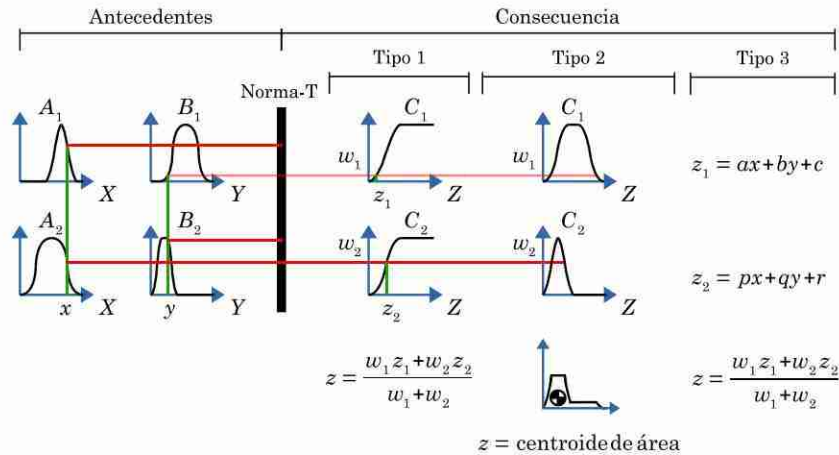 Antecedentes Consecuencia
Tipo 1 Tipo 2 Tipo 3
Norma-T
A₁ B₁ C₁ C₁
w₁ w₁ z₁ = ax+by+c
X Y z₁ Z Z
A₂ B₂ C₂ C₂
w₂ w₂ z₂ = px+qy+r
x X y Y z₂ Z Z
z = (w₁z₁+w₂z₂)/(w₁+w₂) z = (w₁z₁+w₂z₂)/(w₁+w₂)
z = centroide de área